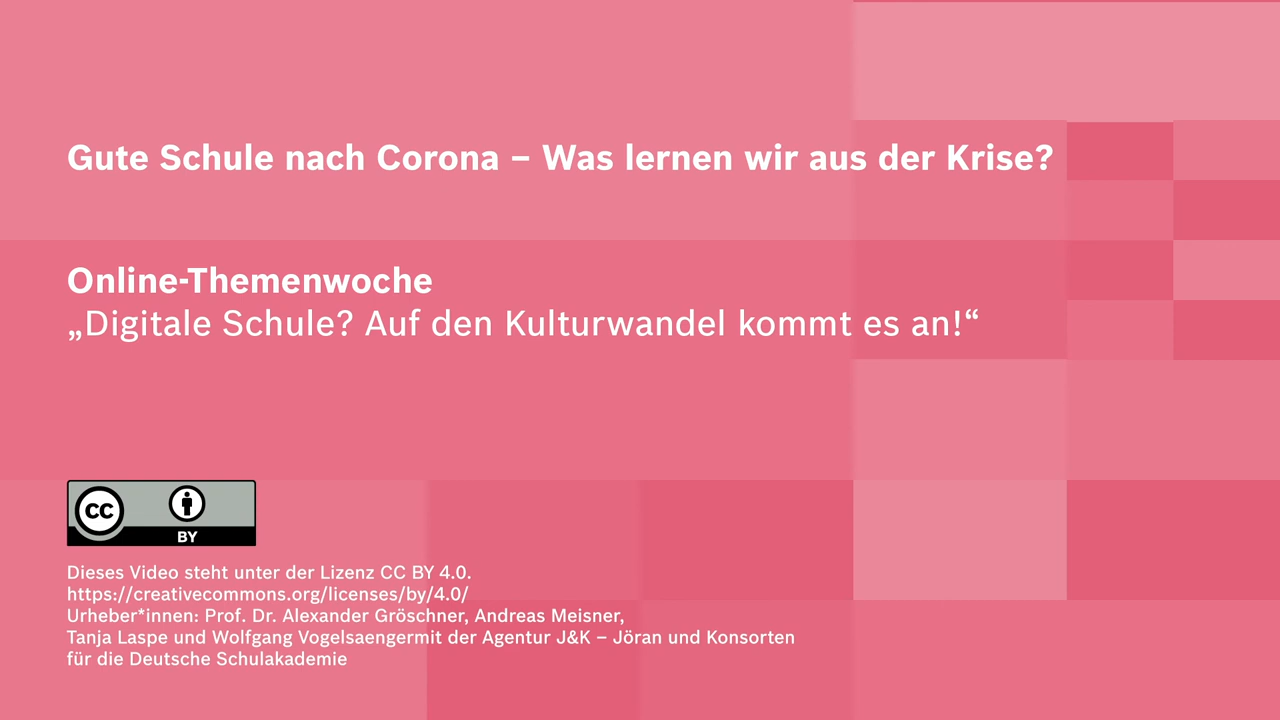 Gute Schule nach Corona – Was lernen wir aus der Krise?
Online-Themenwoche
„Digitale Schule? Auf den Kulturwandel kommt es an!“
CC
BY
Dieses Video steht unter der Lizenz CC BY 4.0.
https://creativecommons.org/licenses/by/4.0/
Urheber*innen: Prof. Dr. Alexander Gröschner, Andreas Meisner,
Tanja Laspe und Wolfgang Vogelsaengermit der Agentur J&K – Jöran und Konsorten
für die Deutsche Schulakademie